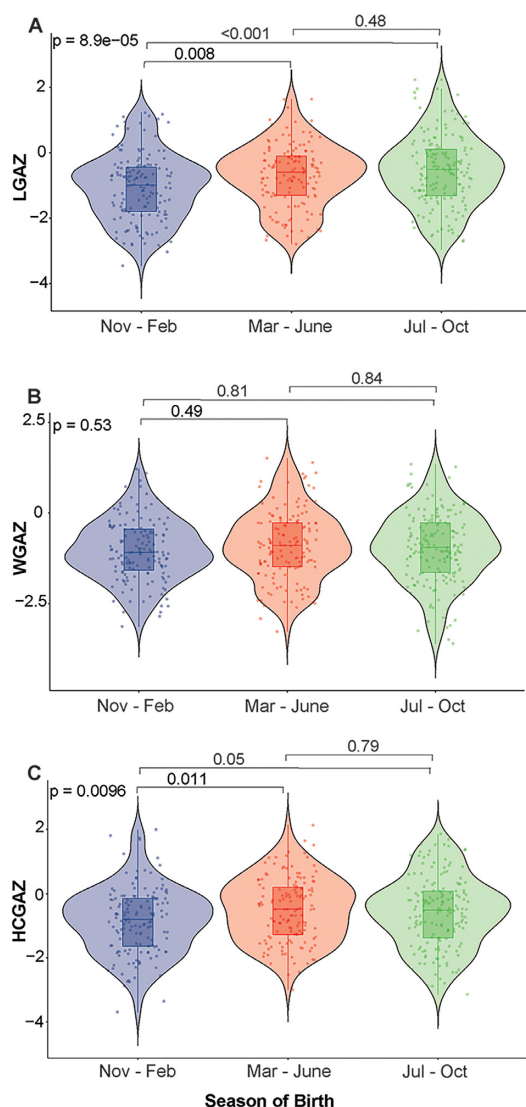 A
0.48
p = 8.9e−05
<0.001
0.008
2
0
−2
−4
LGAZ
Nov - Feb
Mar - June
Jul - Oct
B
0.84
0.81
2.5
p = 0.53
0.49
0
−2.5
WGAZ
Nov - Feb
Mar - June
Jul - Oct
C
0.79
0.05
p = 0.0096
0.011
2
0
−2
−4
HCGAZ
Nov - Feb
Mar - June
Jul - Oct
Season of Birth